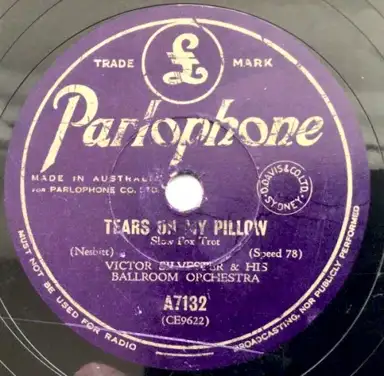 TRADE MARK
Parlophone
MADE IN AUSTRALIA
FOR PARLOPHONE CO. LTD.
D. DAVIS & CO. LTD. SYDNEY
TEARS ON MY PILLOW
Slow Fox Trot
(Nesbitt) (Speed 78)
VICTOR SILVESTER & HIS
BALLROOM ORCHESTRA
A7132
(CE9622)
MUST NOT BE USED FOR RADIO BROADCASTING, NOR PUBLICLY PERFORMED